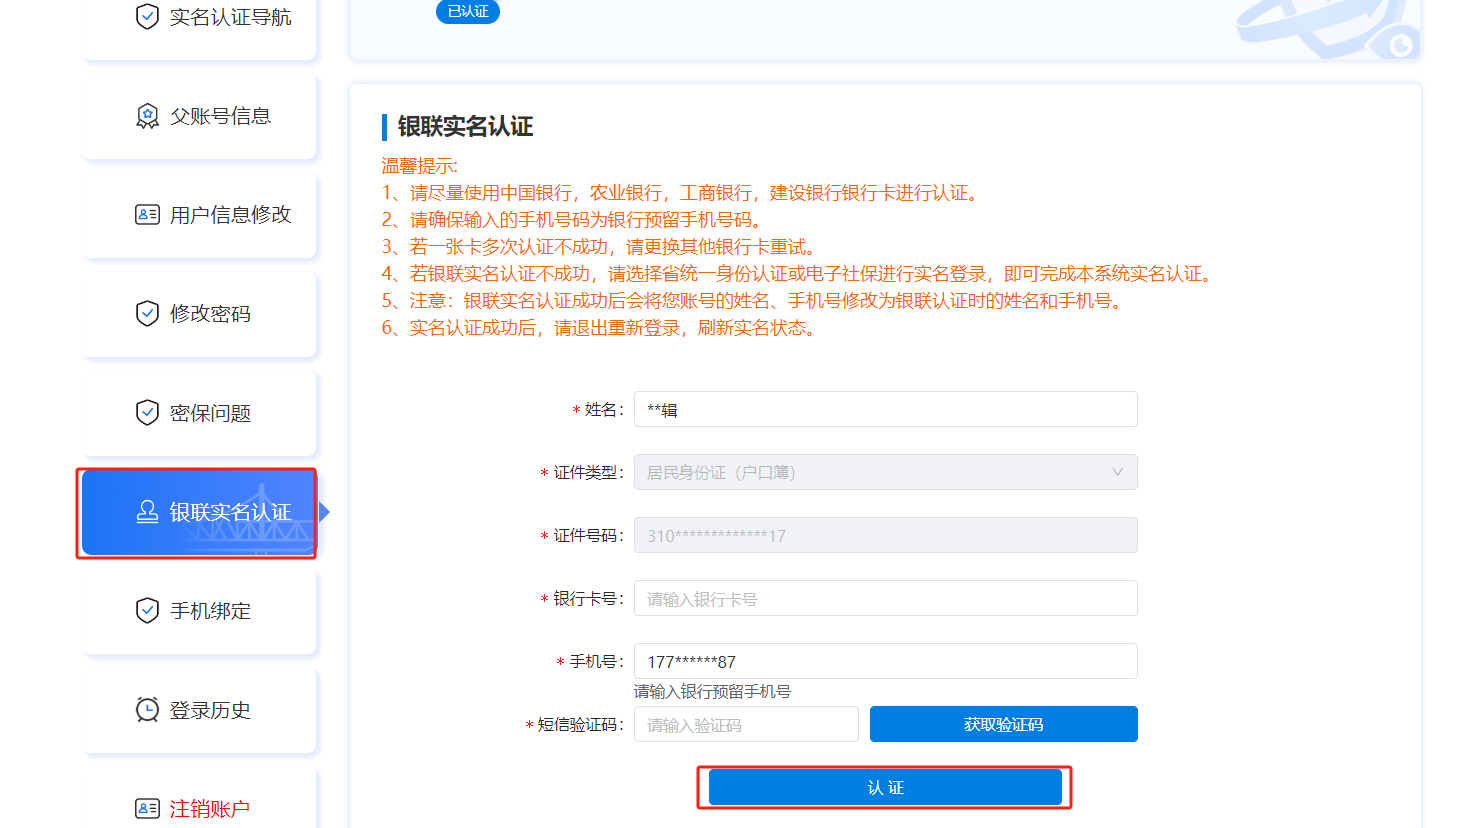 实名认证导航
父账号信息
用户信息修改
修改密码
密保问题
银联实名认证
手机绑定
登录历史
注销账户
已认证
银联实名认证
温馨提示:
1、请尽量使用中国银行，农业银行，工商银行，建设银行银行卡进行认证。
2、请确保输入的手机号码为银行预留手机号码。
3、若一张卡多次认证不成功，请更换其他银行卡重试。
4、若银联实名认证不成功，请选择省统一身份认证或电子社保进行实名登录，即可完成本系统实名认证。
5、注意：银联实名认证成功后会将您账号的姓名、手机号修改为银联认证时的姓名和手机号。
6、实名认证成功后，请退出重新登录，刷新实名状态。
* 姓名： **辑
* 证件类型： 居民身份证（户口簿）
* 证件号码： 310*************17
* 银行卡号： 请输入银行卡号
* 手机号： 177******87
请输入银行预留手机号
* 短信验证码： 请输入验证码 获取验证码
认 证